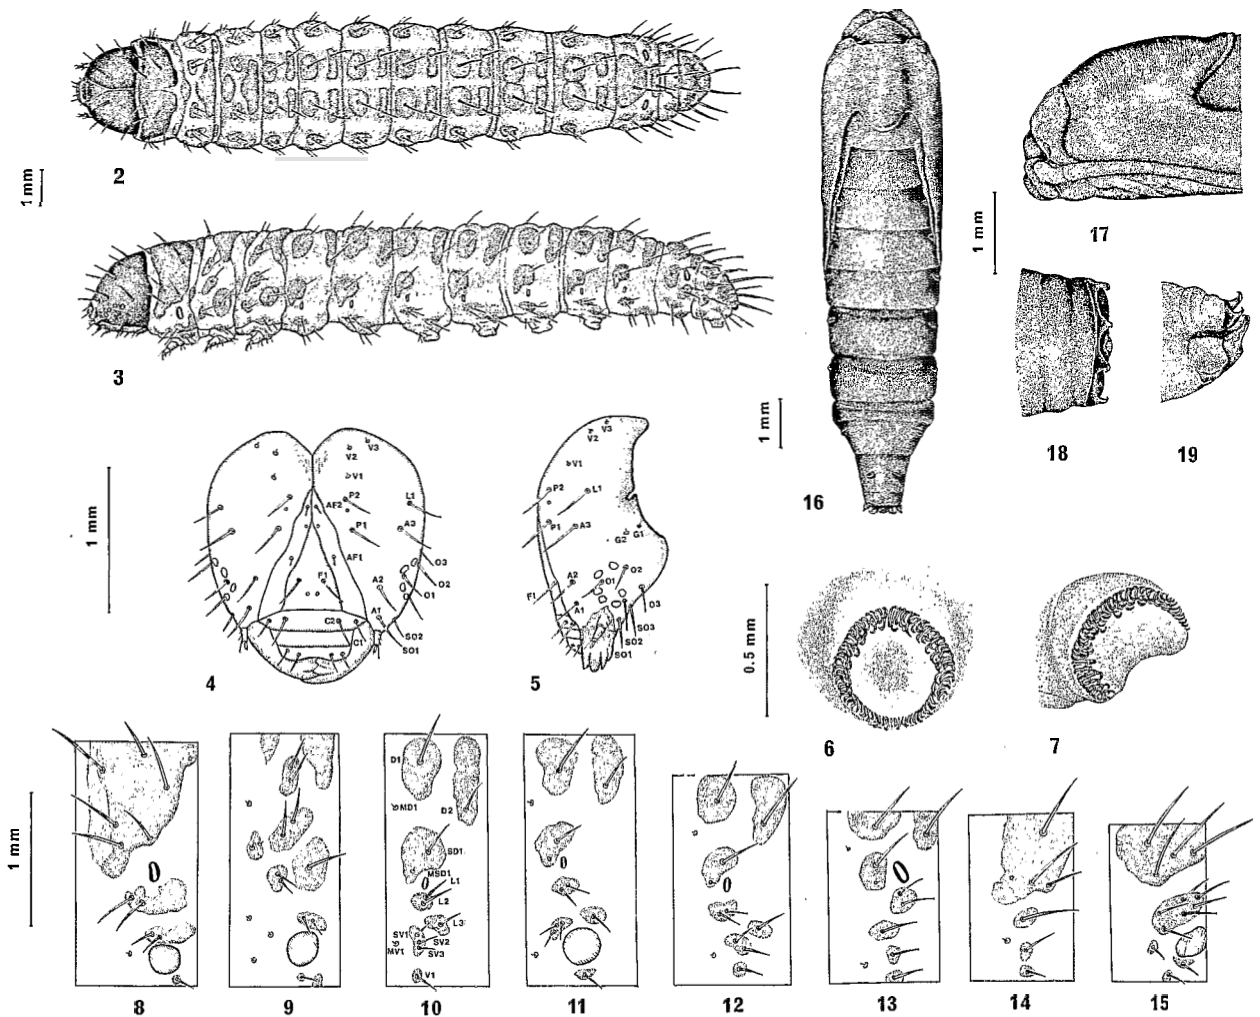 2
1 mm
3
16
1 mm
17
1 mm
18
19
4
1 mm
V3
V2
V1
P2
AF2
L1
P1
A3
AF1
O3
F1
A2
O2
O1
A1
C2
C1
SO2
SO1
5
V3
V2
V1
P2
L1
P1
A3
G2
G1
A2
O1
O2
F1
A1
O3
SO3
SO2
SO1
6
0.5 mm
7
8
1 mm
9
10
D1
MD1
D2
SD1
MSD1
L1
L2
L3
SV1
SV2
MV1
SV3
V1
11
12
13
14
15